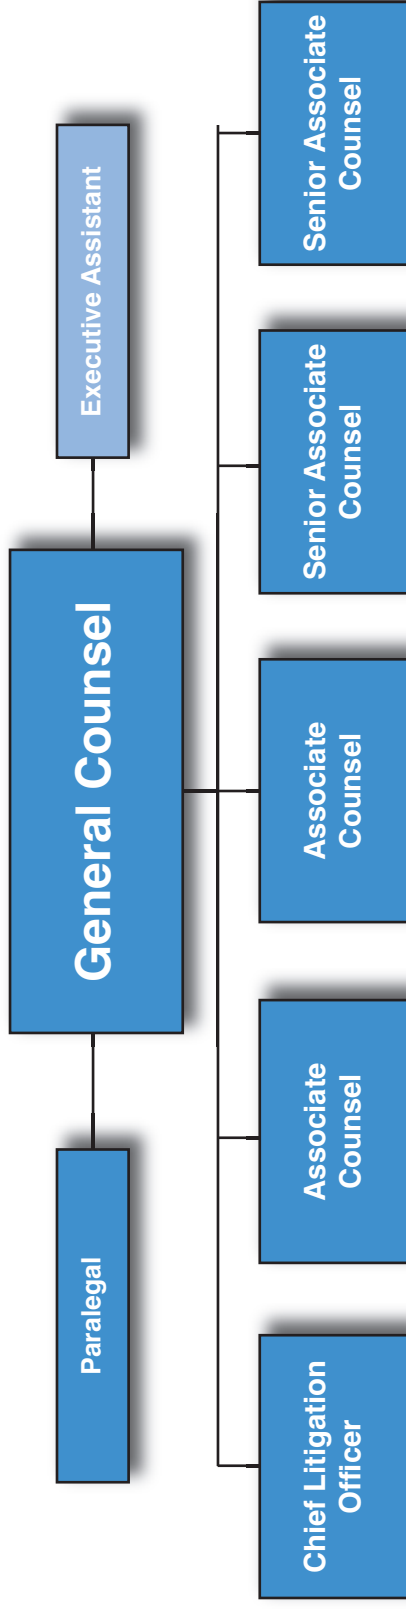 Paralegal
General Counsel
Executive Assistant
Chief Litigation
Officer
Associate
Counsel
Associate
Counsel
Senior Associate
Counsel
Senior Associate
Counsel